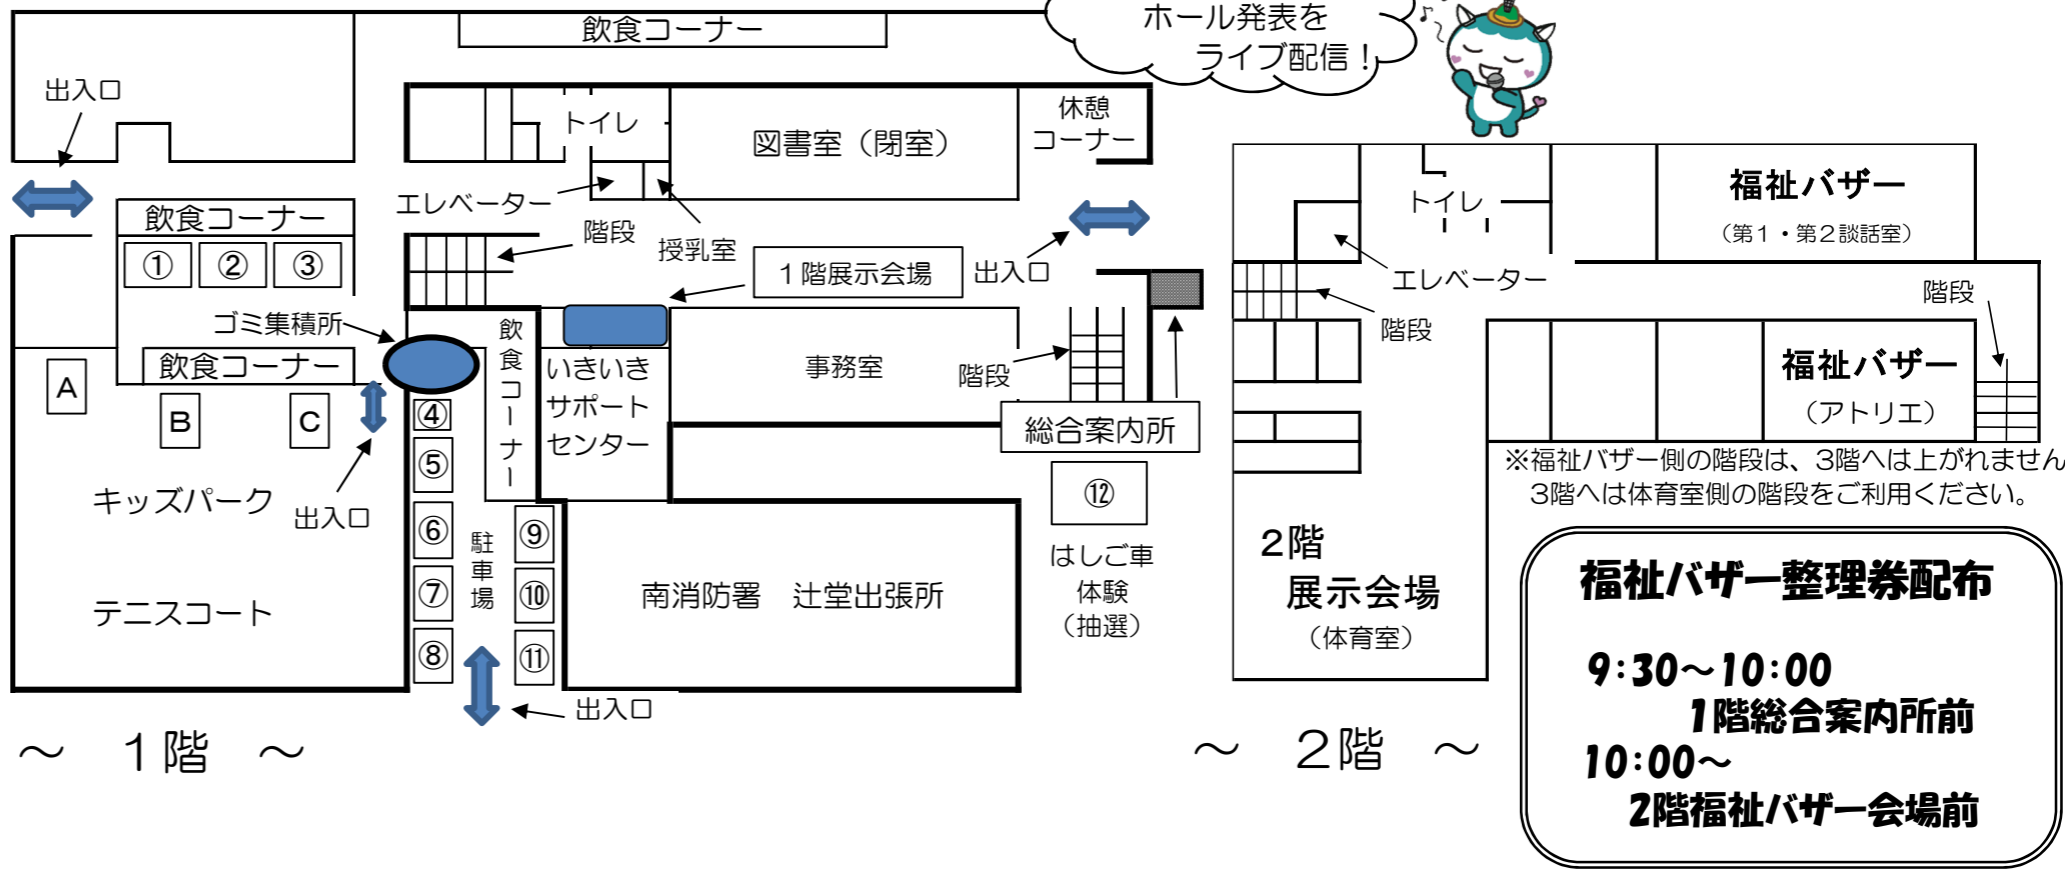 ホール発表を
ライブ配信！
飲食コーナー
出入口
トイレ
図書室（閉室）
休憩
コーナー
エレベーター
階段
授乳室
飲食コーナー
①
②
③
１階展示会場
出入口
ゴミ集積所
飲食コーナー
飲食コーナー
A
B
C
出入口
④
⑤
⑥
⑦
⑧
駐車場
⑨
⑩
⑪
いきいき
サポート
センター
事務室
階段
総合案内所
⑫
はしご車
体験
（抽選）
キッズパーク
テニスコート
南消防署　辻堂出張所
出入口
～　１階　～
トイレ
福祉バザー
（第１・第２談話室）
エレベーター
階段
階段
福祉バザー
（アトリエ）
※福祉バザー側の階段は、3階へは上がれません
3階へは体育室側の階段をご利用ください。
２階
展示会場
（体育室）
～　２階　～
福祉バザー整理券配布
9:30～10:00
1階総合案内所前
10:00～
2階福祉バザー会場前